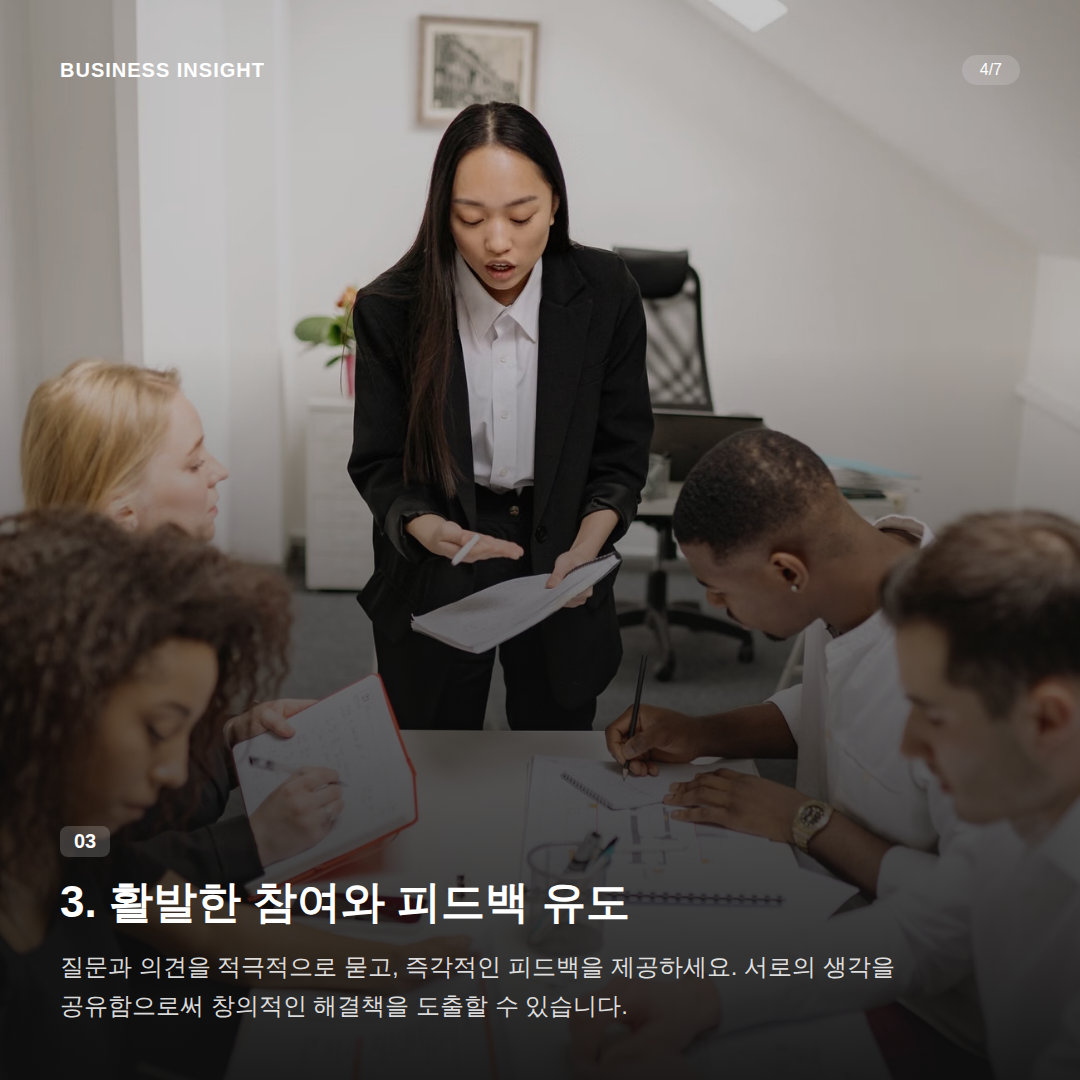 BUSINESS INSIGHT
4/7
03
3. 활발한 참여와 피드백 유도
질문과 의견을 적극적으로 묻고, 즉각적인 피드백을 제공하세요. 서로의 생각을
공유함으로써 창의적인 해결책을 도출할 수 있습니다.